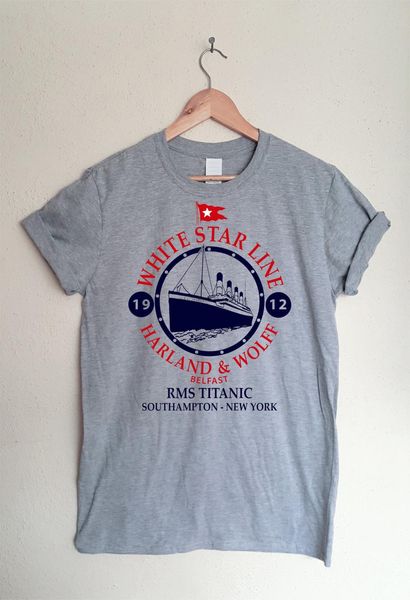 WHITE STAR LINE
19 12
HARLAND & WOLFF
BELFAST
RMS TITANIC
SOUTHAMPTON - NEW YORK